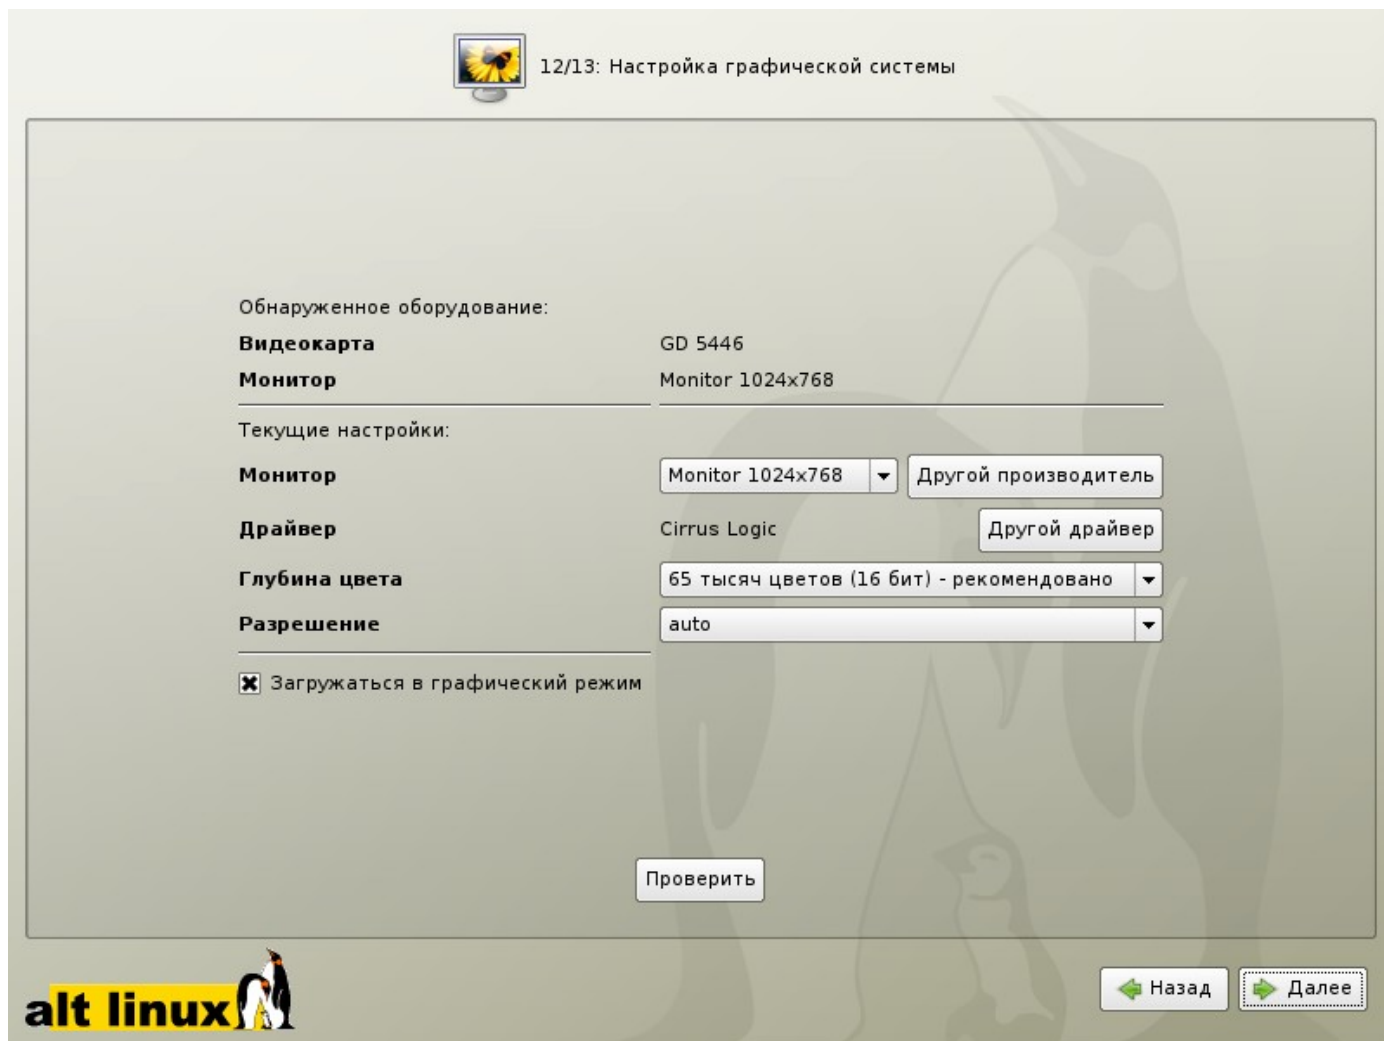 12/13: Настройка графической системы
Обнаруженное оборудование:
Видеокарта GD 5446
Монитор Monitor 1024x768
Текущие настройки:
Монитор Monitor 1024x768 Другой производитель
Драйвер Cirrus Logic Другой драйвер
Глубина цвета 65 тысяч цветов (16 бит) - рекомендовано
Разрешение auto
Загружаться в графический режим
Проверить
alt linux
Назад Далее